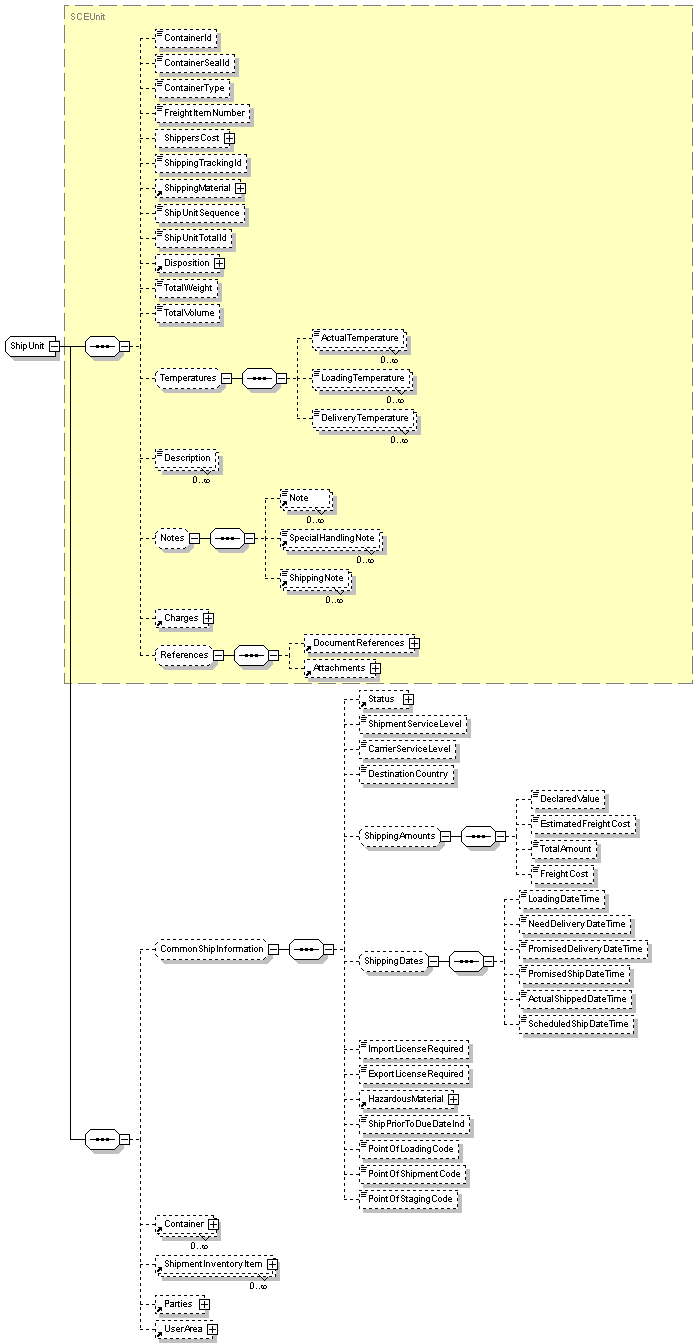 SCEUnit
ContainerId
ContainerSealId
ContainerType
FreightItemNumber
ShippersCost
ShippingTrackingId
ShippingMaterial
ShipUnitSequence
ShipUnitTotalId
Disposition
TotalWeight
TotalVolume
ShipUnit
ActualTemperature
0..∞
Temperatures
LoadingTemperature
0..∞
DeliveryTemperature
0..∞
Description
0..∞
Note
0..∞
Notes
SpecialHandlingNote
0..∞
ShippingNote
0..∞
Charges
References
DocumentReferences
Attachments
Status
ShipmentServiceLevel
CarrierServiceLevel
DestinationCountry
ShippingAmounts
DeclaredValue
EstimatedFreightCost
TotalAmount
FreightCost
CommonShipInformation
ShippingDates
LoadingDateTime
NeedDeliveryDateTime
PromisedDeliveryDateTime
PromisedShipDateTime
ActualShippedDateTime
ScheduledShipDateTime
ImportLicenseRequired
ExportLicenseRequired
HazardousMaterial
ShipPriorToDueDateInd
PointOfLoadingCode
PointOfShipmentCode
PointOfStagingCode
Container
0..∞
ShipmentInventoryItem
0..∞
Parties
UserArea